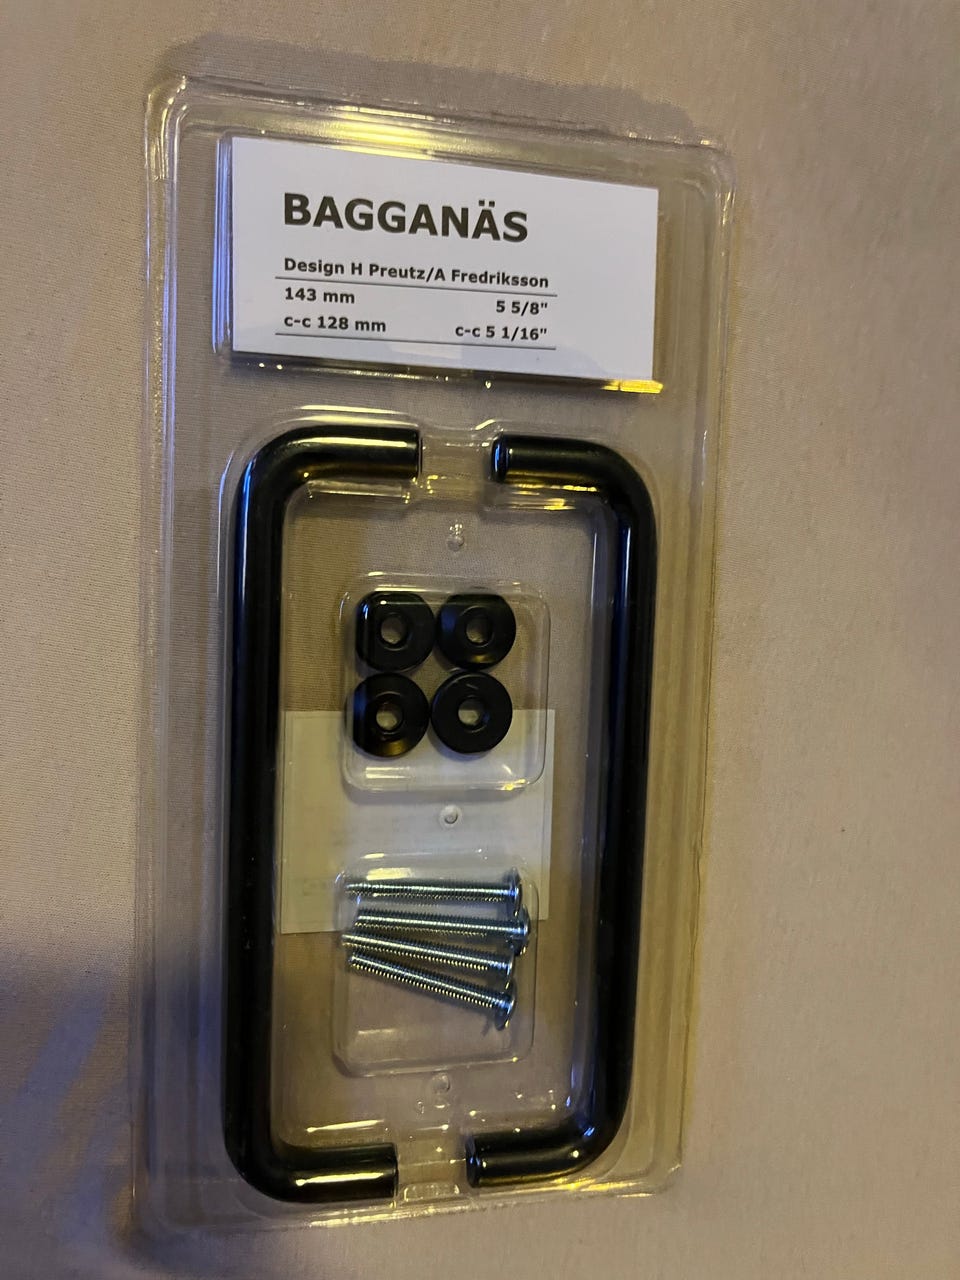 BAGGANÄS
Design H Preutz/A Fredriksson
143 mm 5 5/8"
c-c 128 mm c-c 5 1/16"